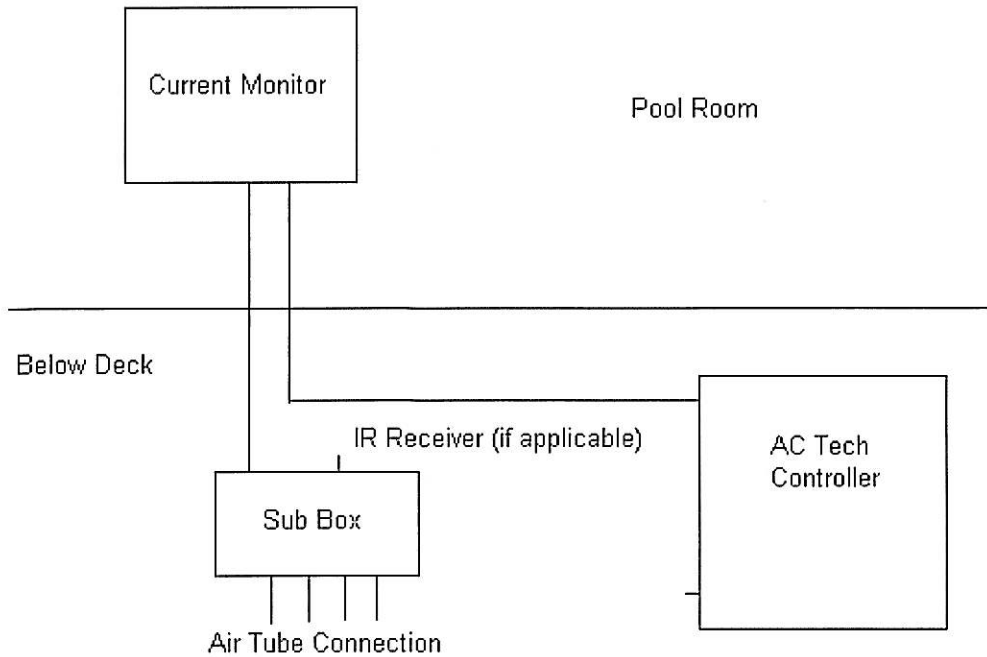 Current Monitor
Pool Room
Below Deck
IR Receiver (if applicable)
AC Tech
Controller
Sub Box
Air Tube Connection